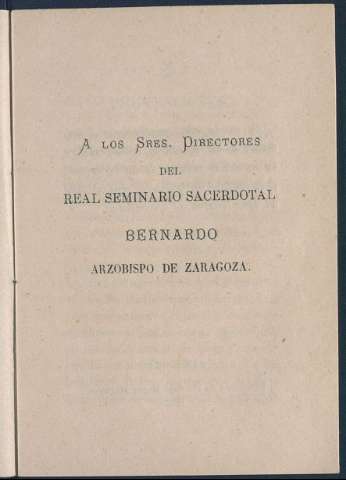 A LOS SRES. DIRECTORES
DEL
REAL SEMINARIO SACERDOTAL
BERNARDO
ARZOBISPO DE ZARAGOZA.